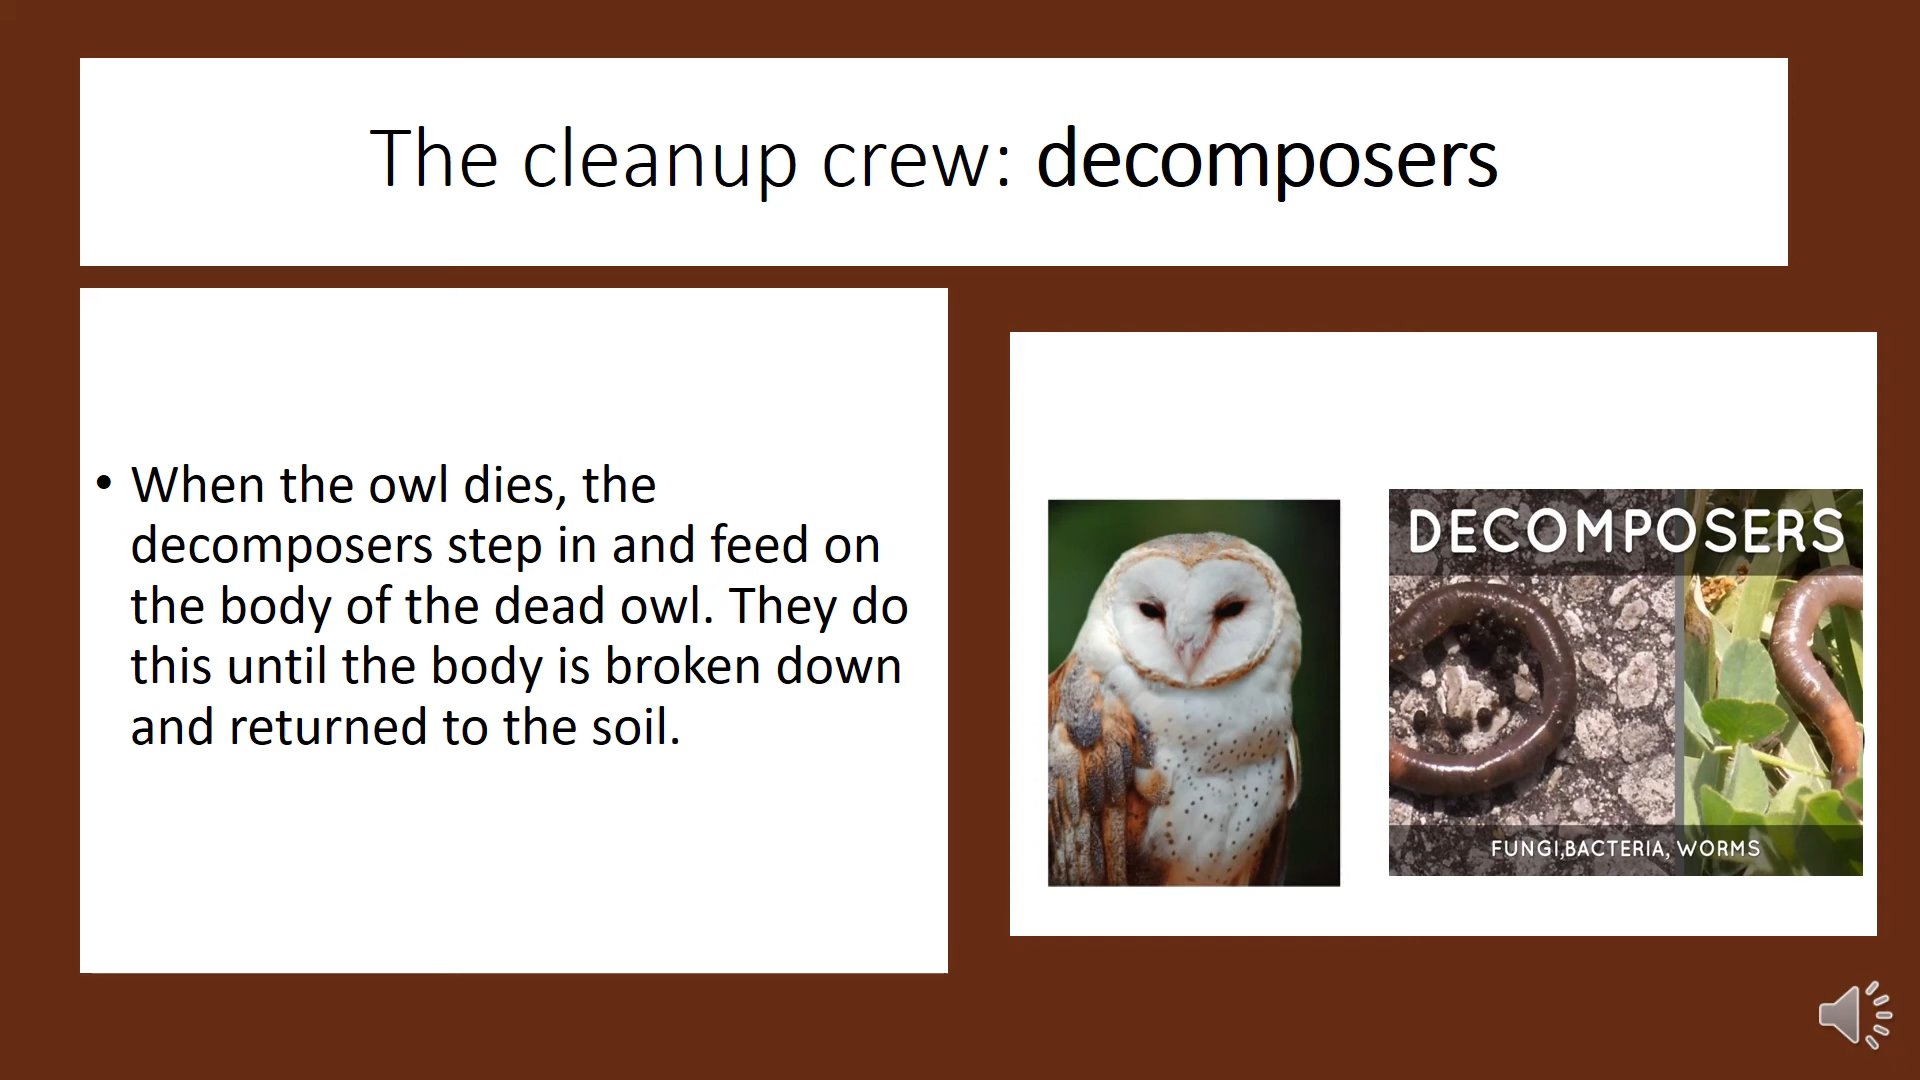 The cleanup crew: decomposers
• When the owl dies, the
decomposers step in and feed on
the body of the dead owl. They do
this until the body is broken down
and returned to the soil.
DECOMPOSERS
FUNGI,BACTERIA, WORMS